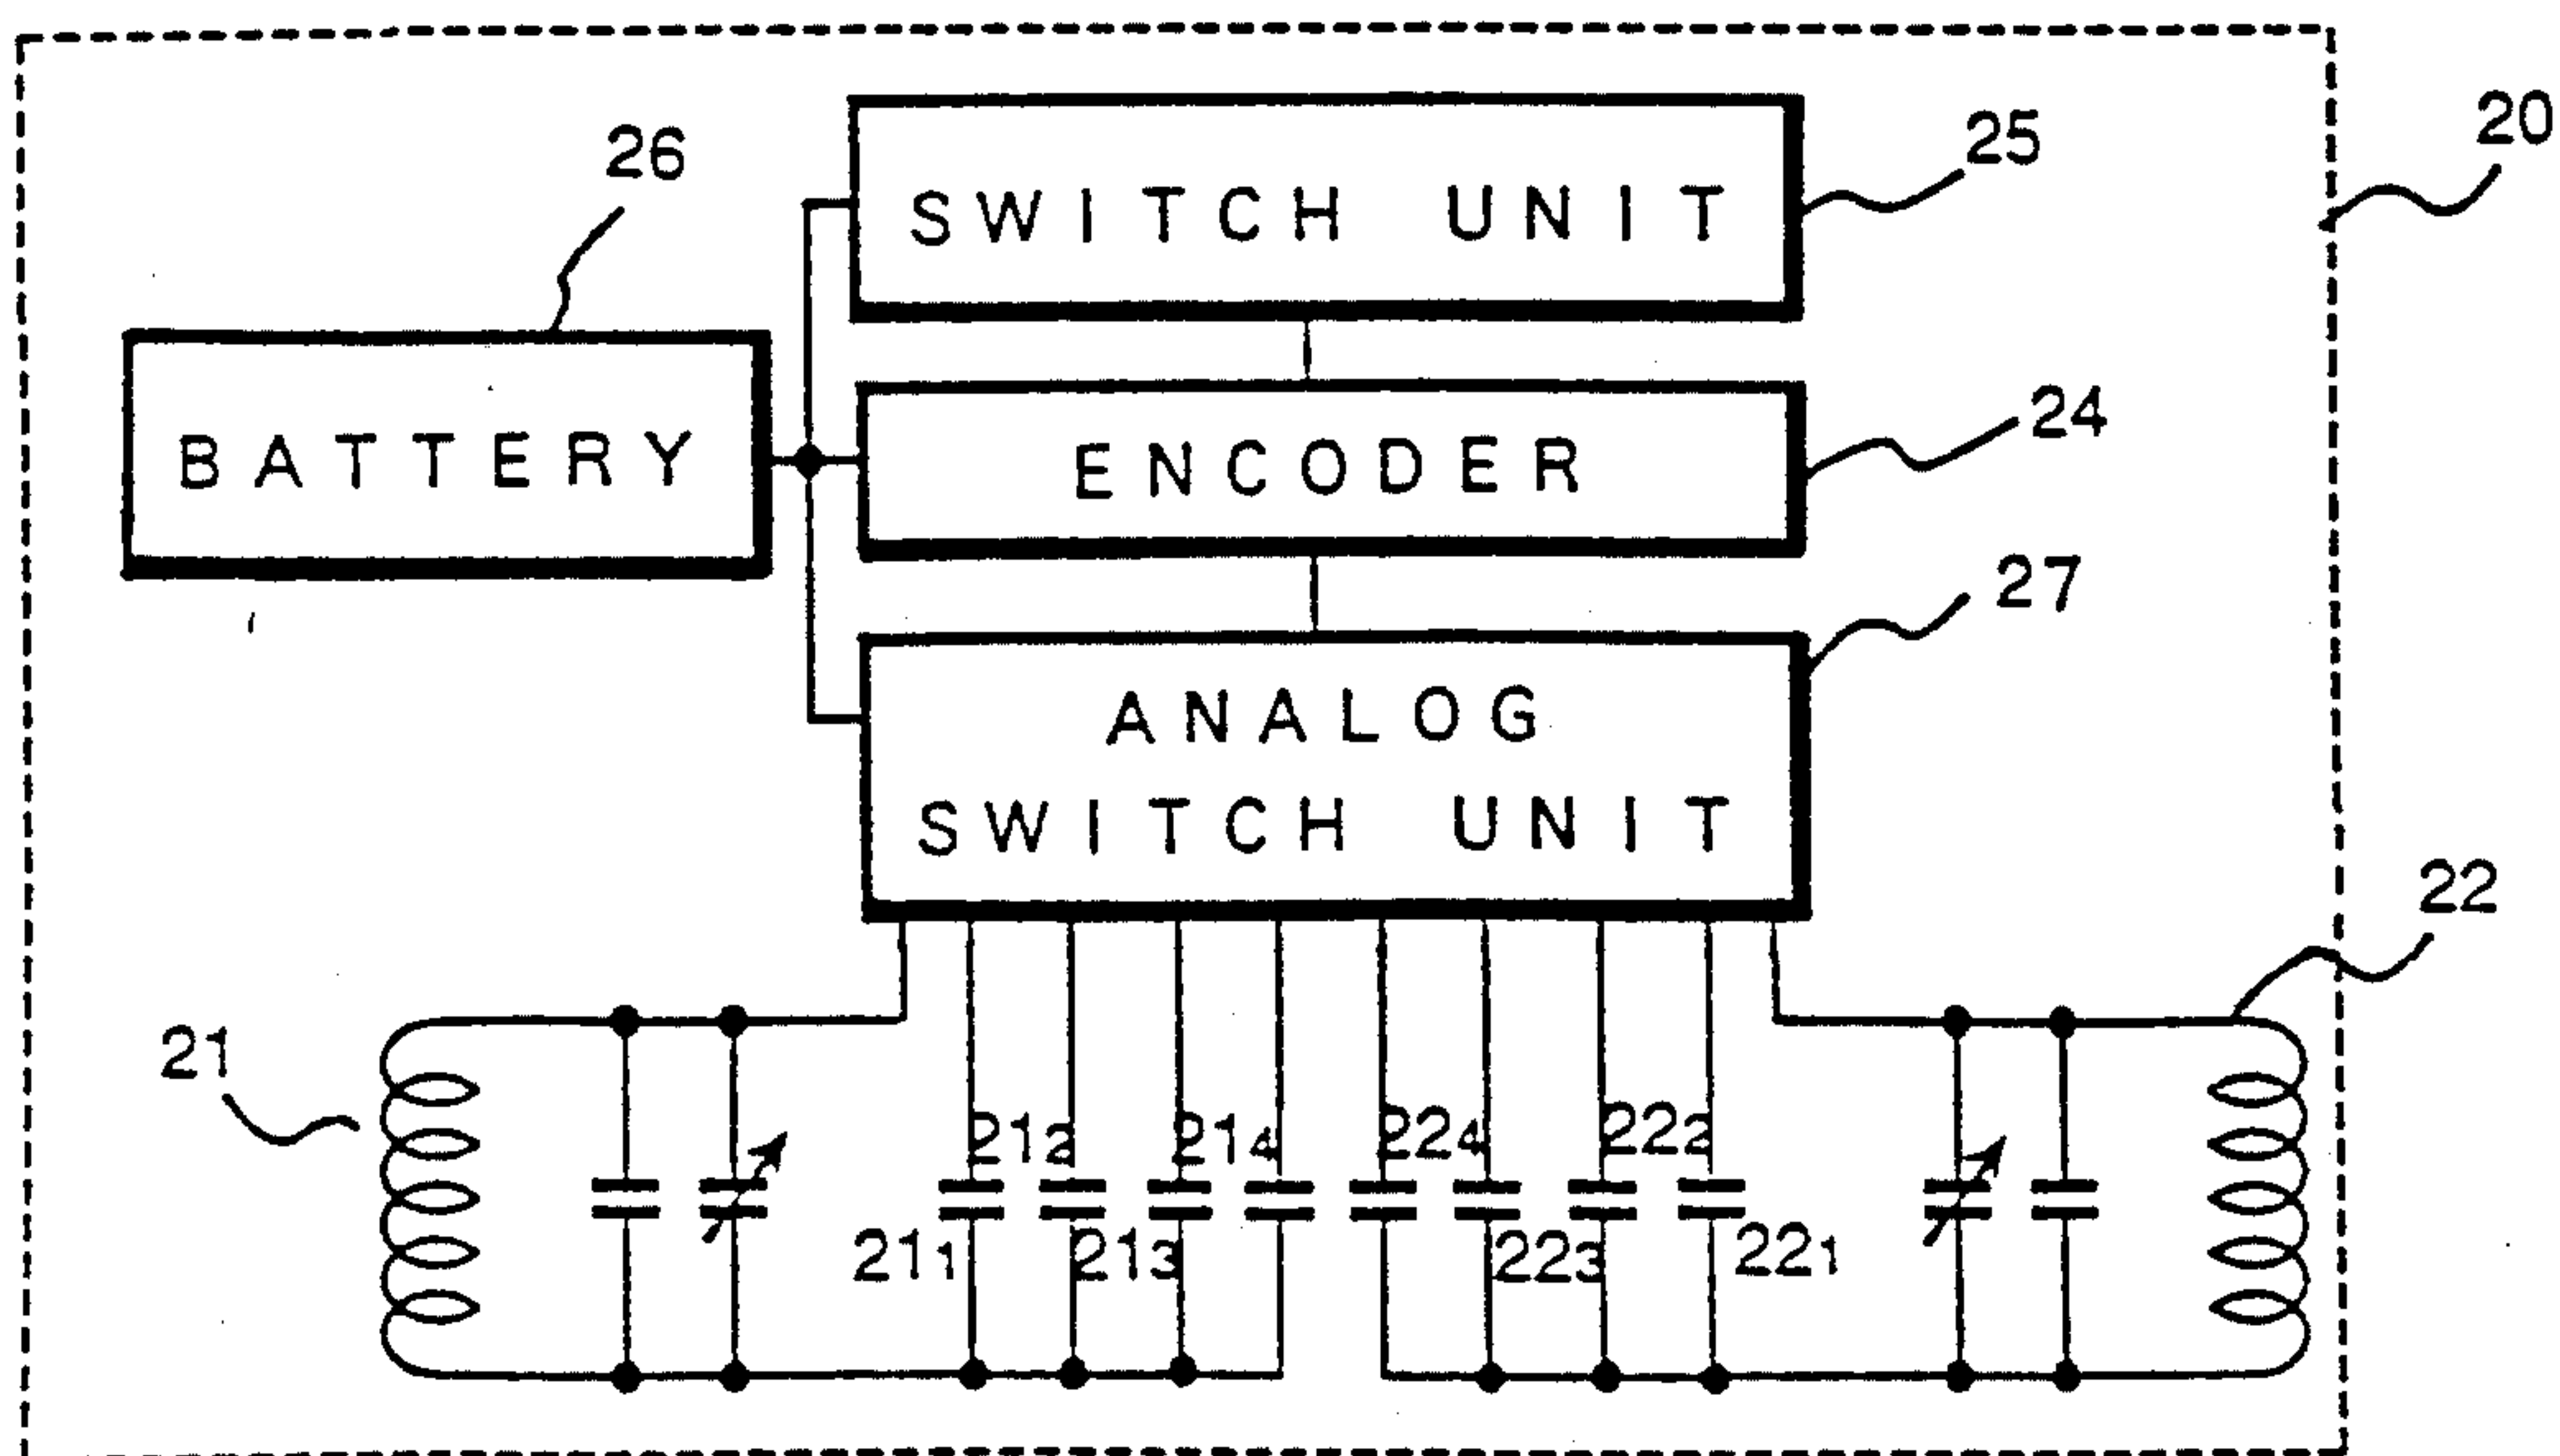 20
26
25
SWITCH UNIT
24
BATTERY
ENCODER
27
ANALOG
SWITCH UNIT
22
21
21₂ 21₄ 22₄ 22₂
21₁ 21₃ 22₃ 22₁